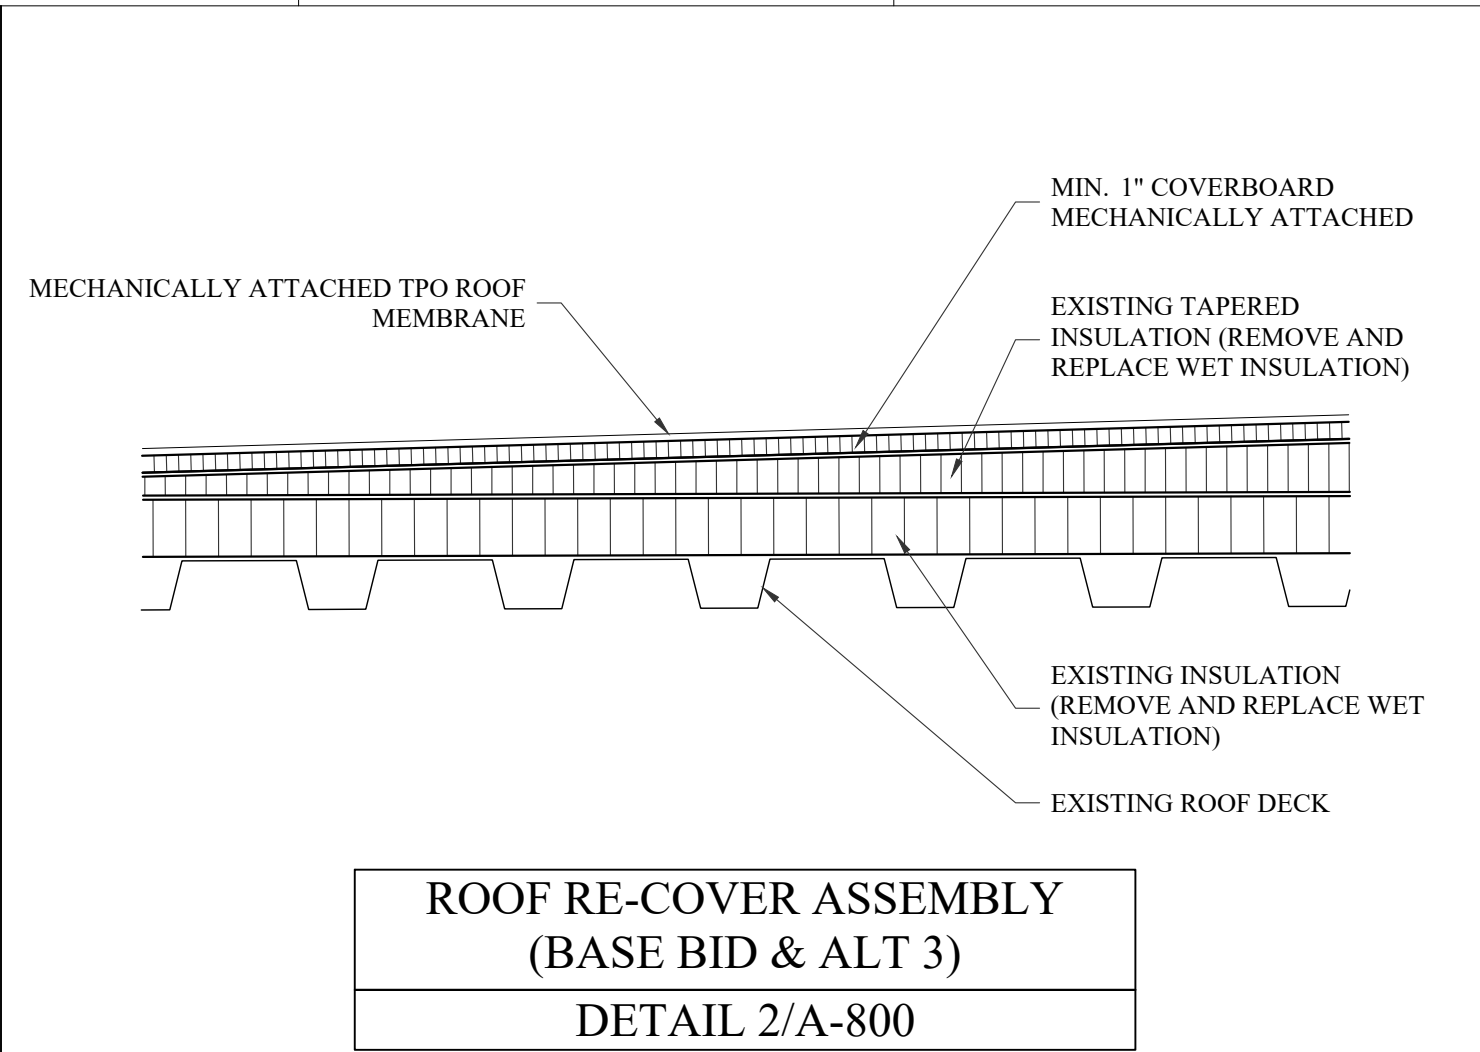 MIN. 1" COVERBOARD
MECHANICALLY ATTACHED
MECHANICALLY ATTACHED TPO ROOF
MEMBRANE
EXISTING TAPERED
INSULATION (REMOVE AND
REPLACE WET INSULATION)
EXISTING INSULATION
(REMOVE AND REPLACE WET
INSULATION)
EXISTING ROOF DECK
ROOF RE-COVER ASSEMBLY
(BASE BID & ALT 3)
DETAIL 2/A-800